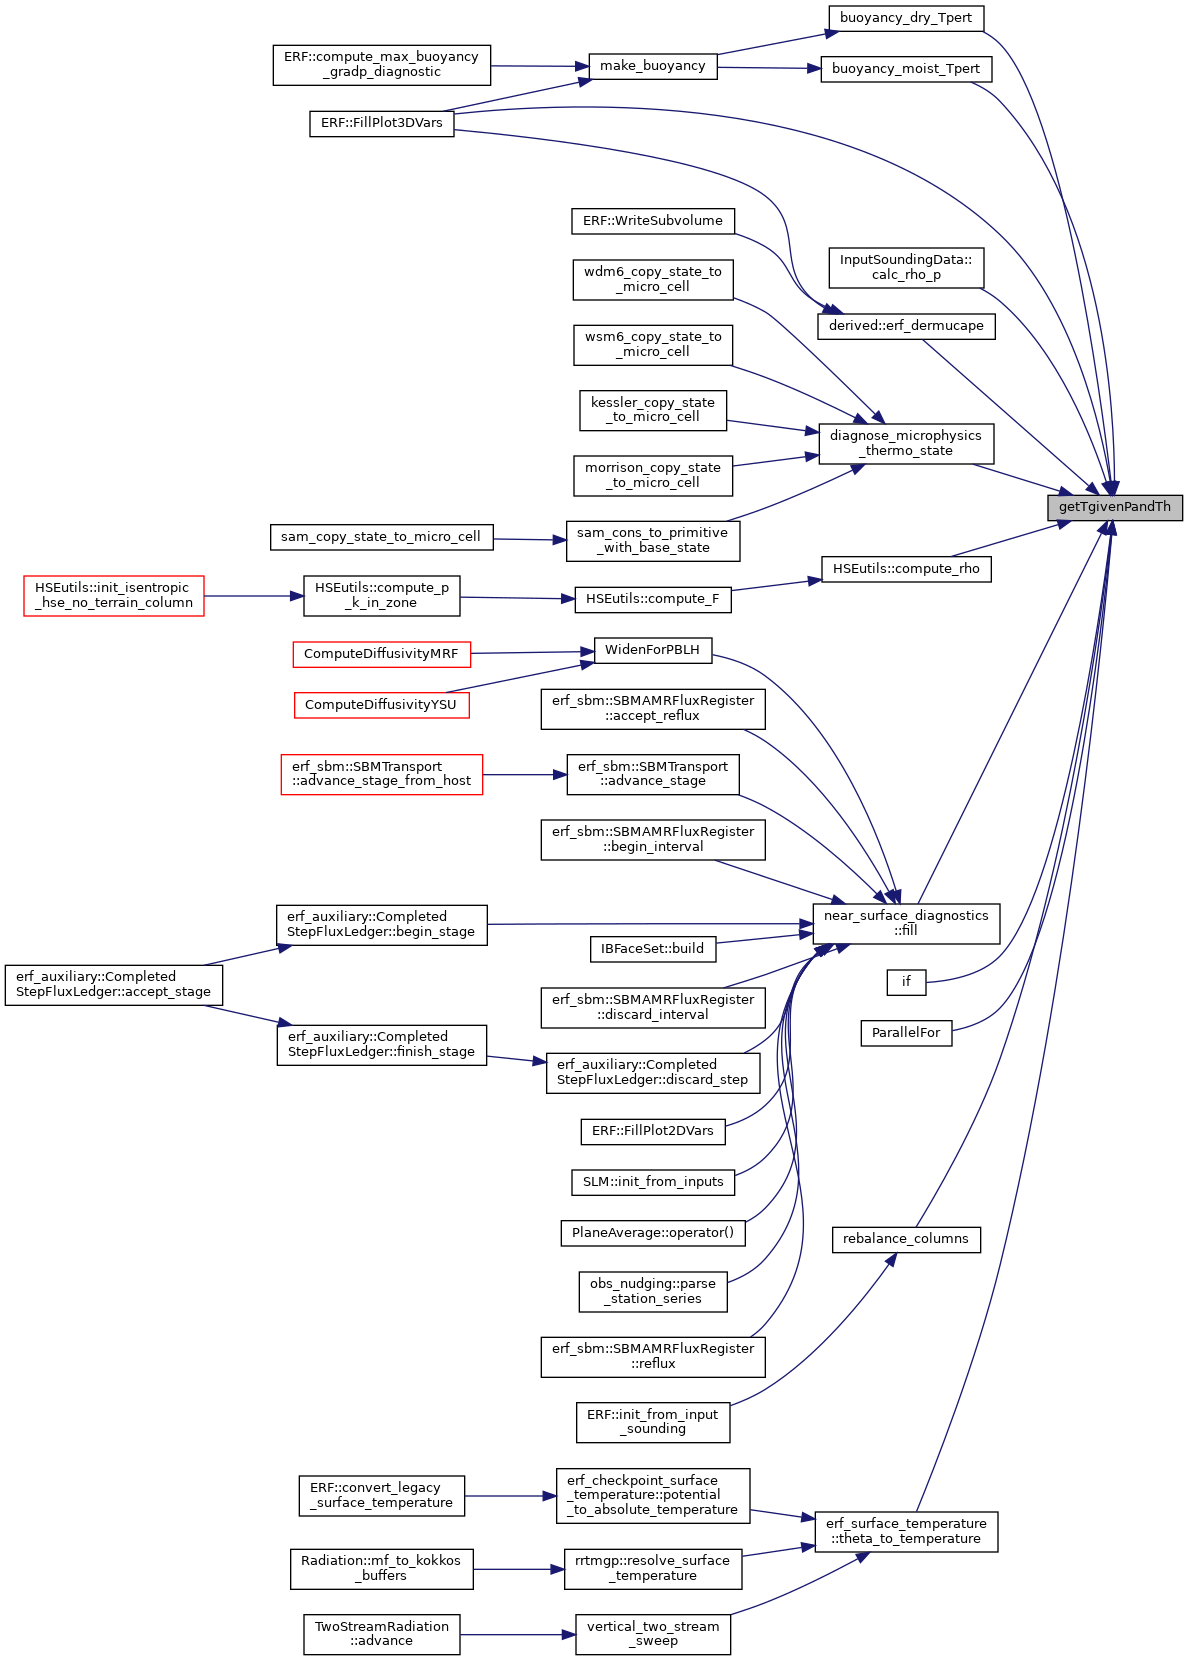 buoyancy_dry_Tpert
ERF::compute_max_buoyancy
_gradp_diagnostic
make_buoyancy
buoyancy_moist_Tpert
ERF::FillPlot3DVars
ERF::WriteSubvolume
InputSoundingData::
calc_rho_p
wdm6_copy_state_to
_micro_cell
derived::erf_dermucape
wsm6_copy_state_to
_micro_cell
kessler_copy_state
_to_micro_cell
diagnose_microphysics
_thermo_state
morrison_copy_state
_to_micro_cell
getTgivenPandTh
sam_copy_state_to_micro_cell
sam_cons_to_primitive
_with_base_state
HSEutils::compute_rho
HSEutils::init_isentropic
_hse_no_terrain_column
HSEutils::compute_p
_k_in_zone
HSEutils::compute_F
ComputeDiffusivityMRF
WidenForPBLH
ComputeDiffusivityYSU
erf_sbm::SBMAMRFluxRegister
::accept_reflux
erf_sbm::SBMTransport
::advance_stage_from_host
erf_sbm::SBMTransport
::advance_stage
erf_sbm::SBMAMRFluxRegister
::begin_interval
erf_auxiliary::Completed
StepFluxLedger::begin_stage
near_surface_diagnostics
::fill
IBFaceSet::build
erf_auxiliary::Completed
StepFluxLedger::accept_stage
if
erf_sbm::SBMAMRFluxRegister
::discard_interval
ParallelFor
erf_auxiliary::Completed
StepFluxLedger::finish_stage
erf_auxiliary::Completed
StepFluxLedger::discard_step
ERF::FillPlot2DVars
SLM::init_from_inputs
PlaneAverage::operator()
rebalance_columns
obs_nudging::parse
_station_series
erf_sbm::SBMAMRFluxRegister
::reflux
ERF::init_from_input
_sounding
ERF::convert_legacy
_surface_temperature
erf_checkpoint_surface
_temperature::potential
_to_absolute_temperature
erf_surface_temperature
::theta_to_temperature
Radiation::mf_to_kokkos
_buffers
rrtmgp::resolve_surface
_temperature
TwoStreamRadiation
::advance
vertical_two_stream
_sweep